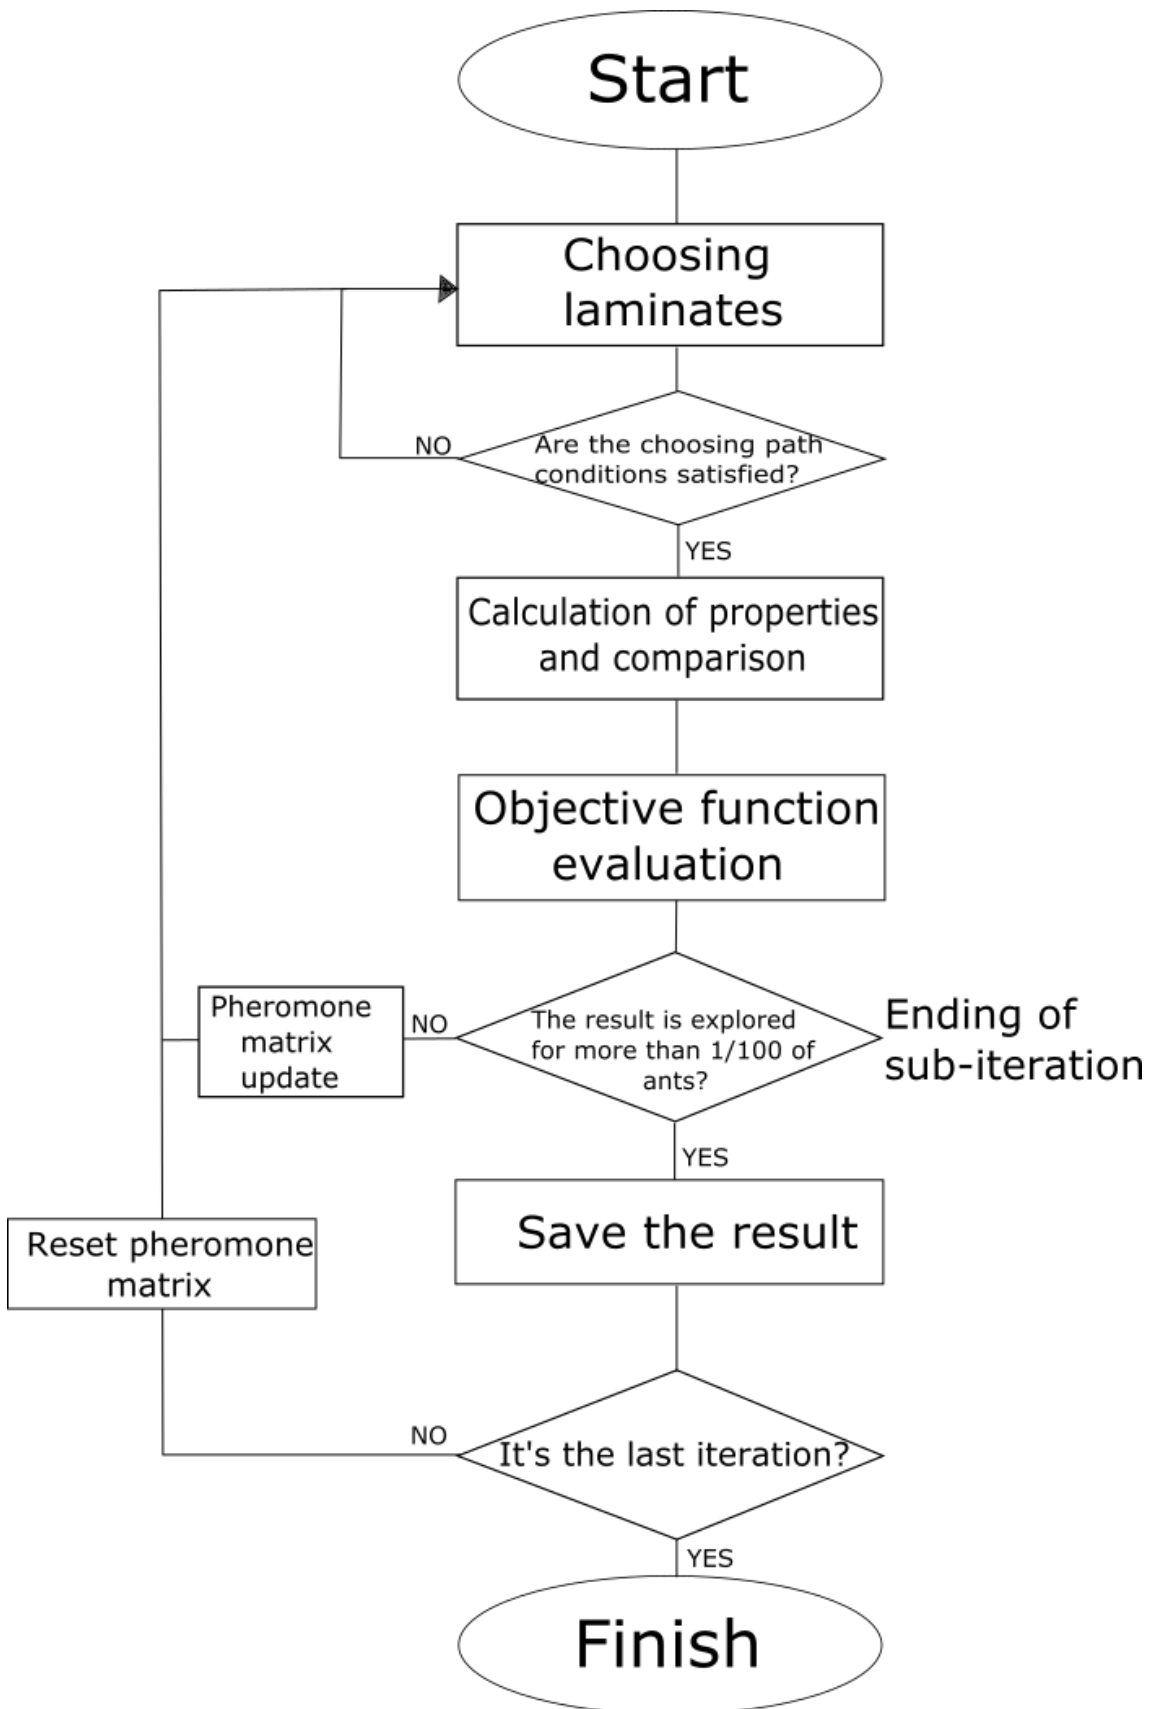 Start
Choosing
laminates
NO
Are the choosing path
conditions satisfied?
YES
Calculation of properties
and comparison
Objective function
evaluation
Pheromone
matrix
update
NO
The result is explored
for more than 1/100 of
ants?
Ending of
sub-iteration
YES
Save the result
Reset pheromone
matrix
NO
It's the last iteration?
YES
Finish